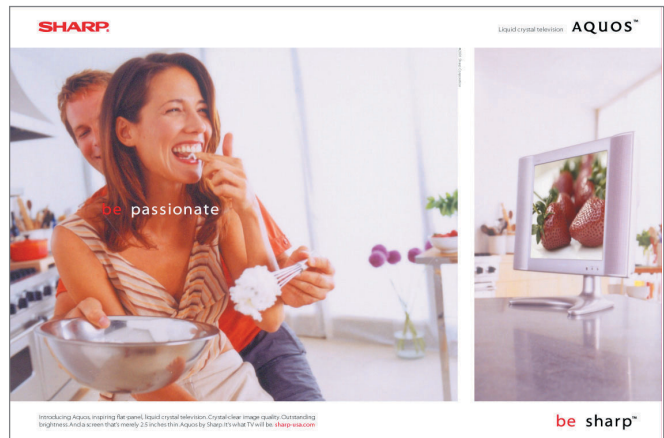 SHARP
Liquid crystal television AQUOS™
be passionate
Introducing Aquos, inspiring flat-panel, liquid crystal television. Crystal-clear image quality. Outstanding
brightness. And a screen that's merely 2.5 inches thin. Aquos by Sharp. It's what TV will be. sharp-usa.com
be sharp™